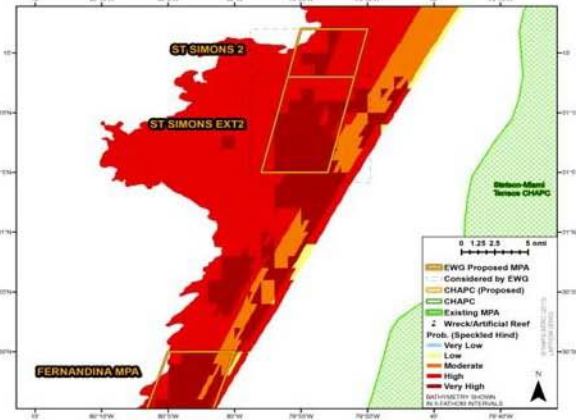 ST SIMONS 2
ST SIMONS EXT2
Stetson-Miami
Terrace CHAPC
0 1.25 2.5 5 nmi
EWG Proposed MPA
Considered by EWG
CHAPC (Proposed)
CHAPC
Existing MPA
Wreck/Artificial Reef
Prob. (Speckled Hind)
Very Low
Low
Moderate
High
Very High
BATHYMETRY SHOWN
IN 5 FATHOM INTERVALS
N
FERNANDINA MPA